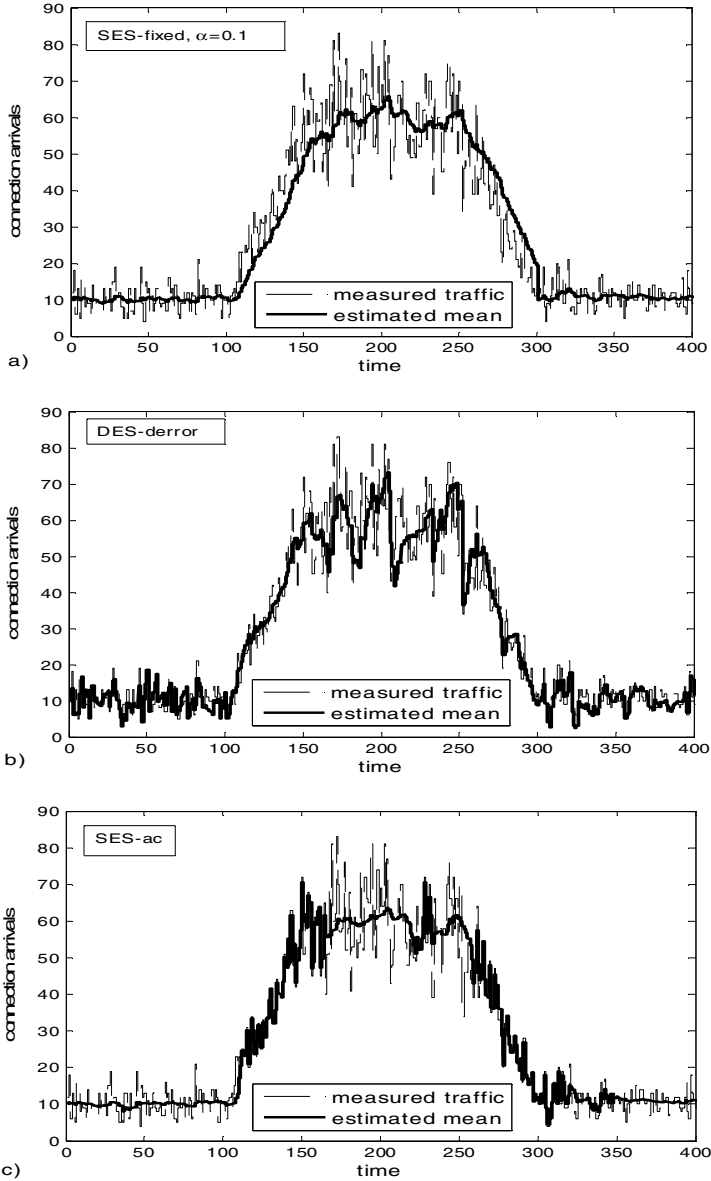 SES-fixed, α=0.1
90
80
70
60
50
40
30
20
10
0
connection arrivals
measured traffic
estimated mean
0 50 100 150 200 250 300 350 400
time
a)
DES-derror
90
80
70
60
50
40
30
20
10
0
connection arrivals
measured traffic
estimated mean
0 50 100 150 200 250 300 350 400
time
b)
SES-ac
90
80
70
60
50
40
30
20
10
0
connection arrivals
measured traffic
estimated mean
0 50 100 150 200 250 300 350 400
time
c)